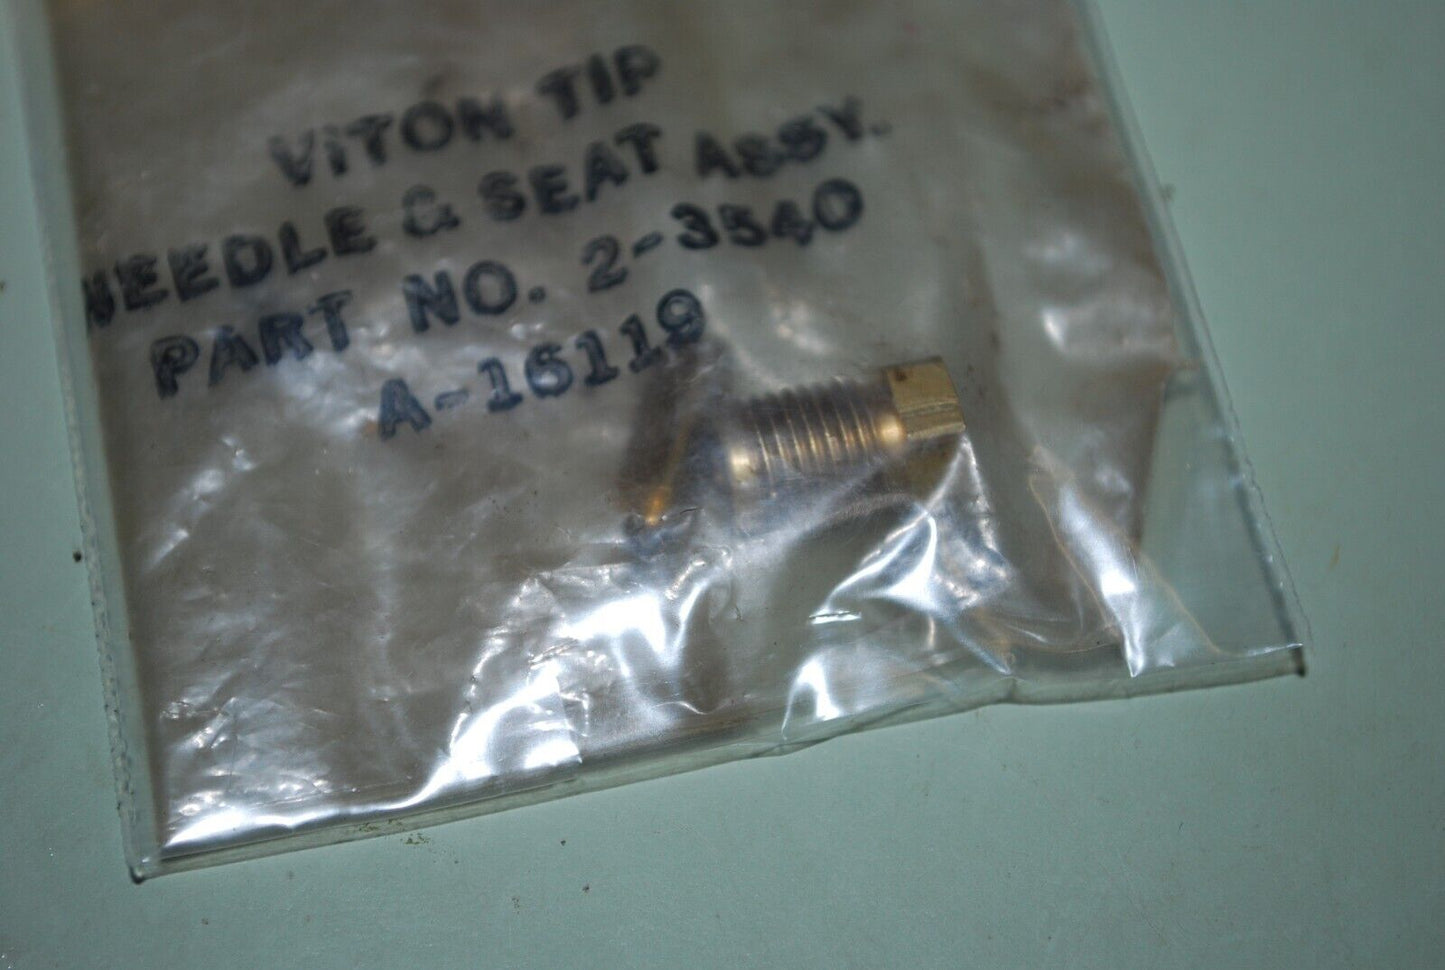 VITON TIP
NEEDLE & SEAT ASSY.
PART NO. 2-3540
A-16119